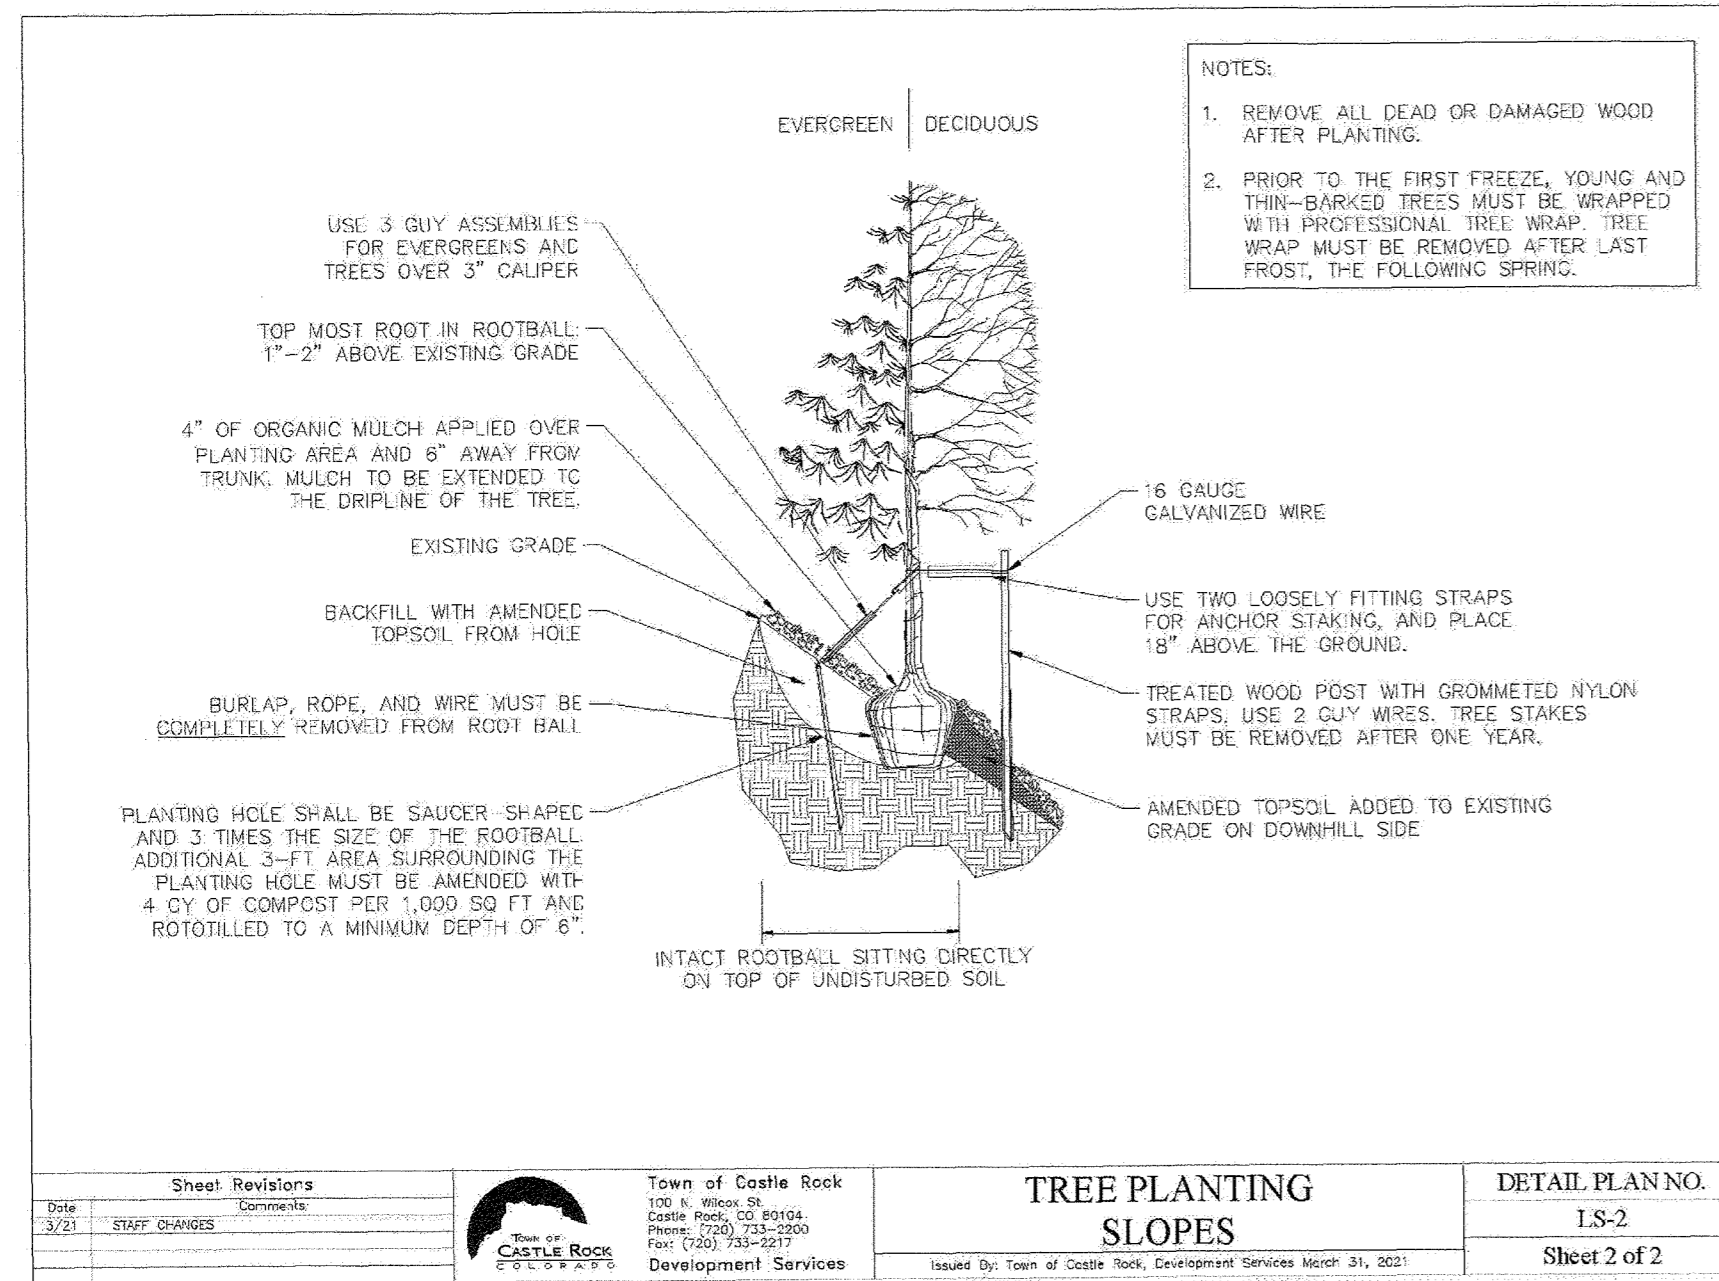 EVERGREEN
DECIDUOUS
NOTES:
1. REMOVE ALL DEAD OR DAMAGED WOOD
AFTER PLANTING.
2. PRIOR TO THE FIRST FREEZE, YOUNG AND
THIN-BARKED TREES MUST BE WRAPPED
WITH PROFESSIONAL TREE WRAP. TREE
WRAP MUST BE REMOVED AFTER LAST
FROST, THE FOLLOWING SPRING.
USE 3 GUY ASSEMBLIES
FOR EVERGREENS AND
TREES OVER 3" CALIPER
TOP MOST ROOT IN ROOTBALL:
1"-2" ABOVE EXISTING GRADE
4" OF ORGANIC MULCH APPLIED OVER
PLANTING AREA AND 6" AWAY FROM
TRUNK. MULCH TO BE EXTENDED TO
THE DRIPLINE OF THE TREE.
EXISTING GRADE
BACKFILL WITH AMENDED
TOPSOIL FROM HOLE
BURLAP, ROPE, AND WIRE MUST BE
COMPLETELY REMOVED FROM ROOT BALL
PLANTING HOLE SHALL BE SAUCER-SHAPED
AND 3 TIMES THE SIZE OF THE ROOTBALL.
ADDITIONAL 3-FT AREA SURROUNDING THE
PLANTING HOLE MUST BE AMENDED WITH
4 CY OF COMPOST PER 1,000 SQ FT AND
ROTOTILLED TO A MINIMUM DEPTH OF 6".
16 GAUGE
GALVANIZED WIRE
USE TWO LOOSELY FITTING STRAPS
FOR ANCHOR STAKING, AND PLACE
18" ABOVE THE GROUND.
TREATED WOOD POST WITH GROMMETED NYLON
STRAPS. USE 2 GUY WIRES. TREE STAKES
MUST BE REMOVED AFTER ONE YEAR.
AMENDED TOPSOIL ADDED TO EXISTING
GRADE ON DOWNHILL SIDE
INTACT ROOTBALL SITTING DIRECTLY
ON TOP OF UNDISTURBED SOIL
Sheet Revisions
Date Comments:
3/21 STAFF CHANGES
TOWN OF
CASTLE ROCK
COLORADO
Town of Castle Rock
100 N. Wilcox St.
Castle Rock, CO 80104
Phone: (720) 733-2200
Fax: (720) 733-2217
Development Services
TREE PLANTING
SLOPES
Issued By: Town of Castle Rock, Development Services March 31, 2021
DETAIL PLAN NO.
LS-2
Sheet 2 of 2